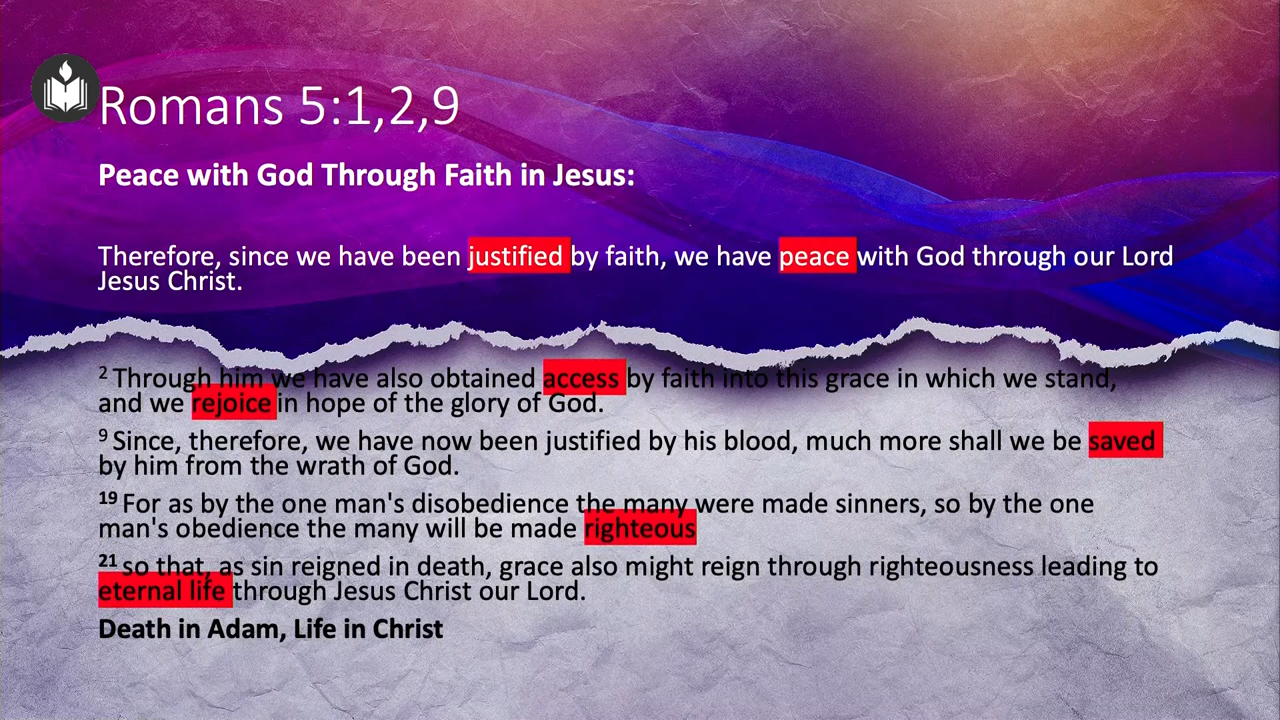 Romans 5:1,2,9
Peace with God Through Faith in Jesus:
Therefore, since we have been justified by faith, we have peace with God through our Lord
Jesus Christ.
2 Through him we have also obtained access by faith into this grace in which we stand,
and we rejoice in hope of the glory of God.
9 Since, therefore, we have now been justified by his blood, much more shall we be saved
by him from the wrath of God.
19 For as by the one man's disobedience the many were made sinners, so by the one
man's obedience the many will be made righteous
21 so that, as sin reigned in death, grace also might reign through righteousness leading to
eternal life through Jesus Christ our Lord.
Death in Adam, Life in Christ